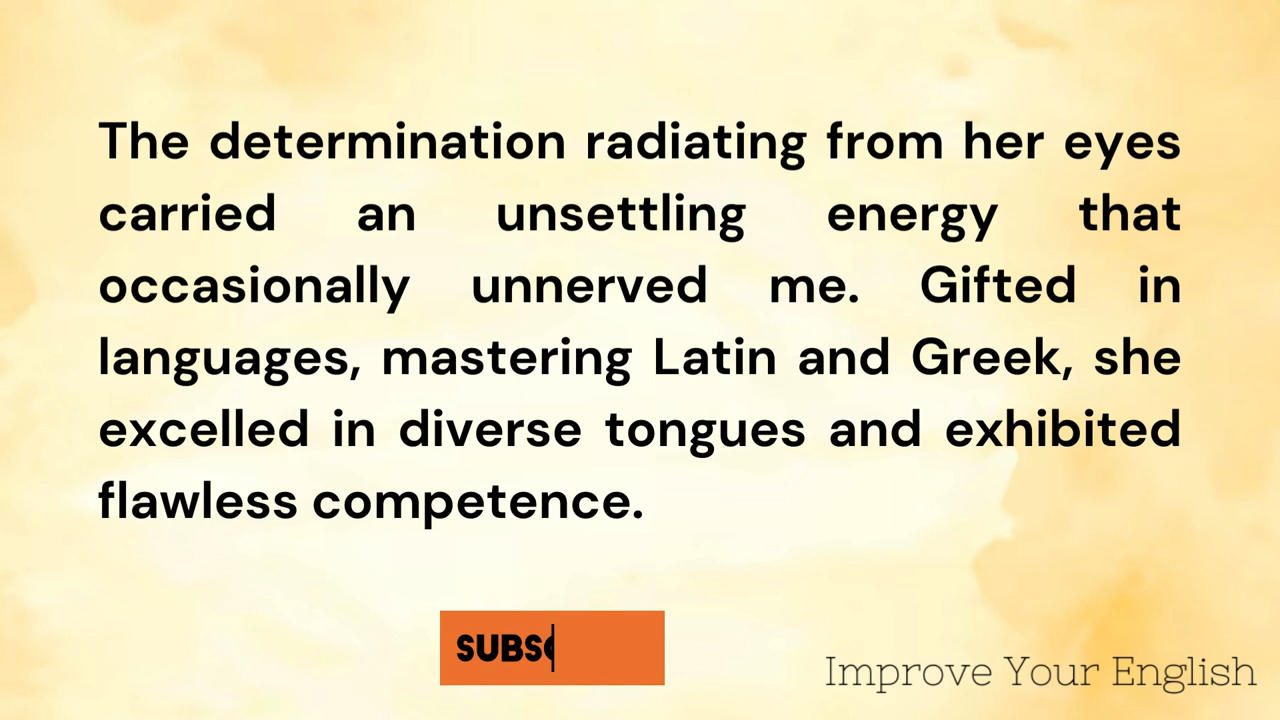 The determination radiating from her eyes
carried an unsettling energy that
occasionally unnerved me. Gifted in
languages, mastering Latin and Greek, she
excelled in diverse tongues and exhibited
flawless competence.
SUBS
Improve Your English